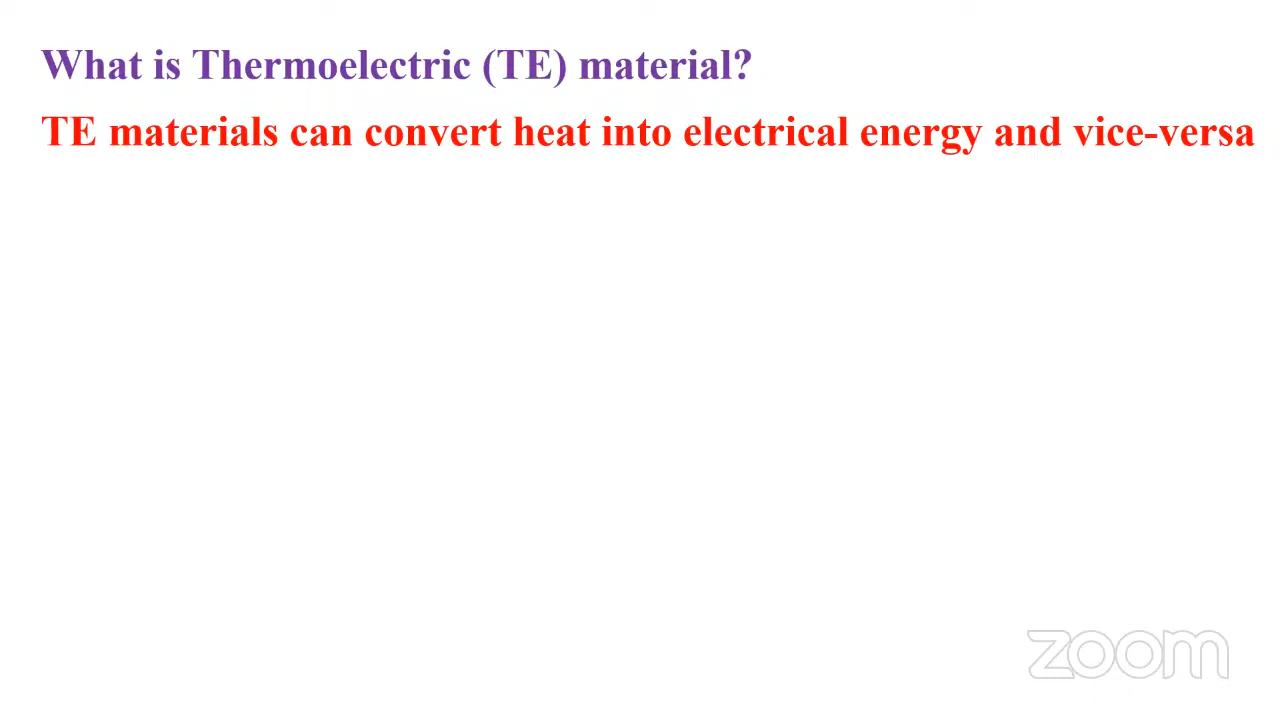 What is Thermoelectric (TE) material?
TE materials can convert heat into electrical energy and vice-versa
zoom